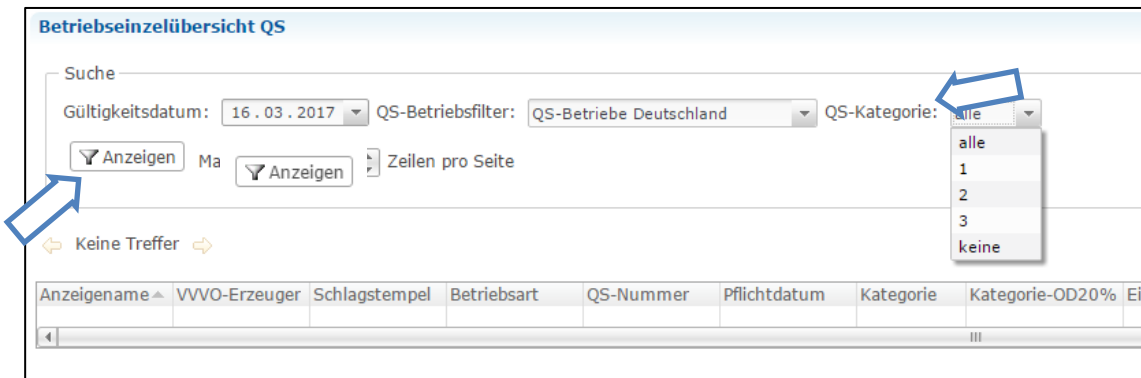 Betriebseinzelübersicht QS
Suche
Gültigkeitsdatum: 16.03.2017 QS-Betriebsfilter: QS-Betriebe Deutschland QS-Kategorie: alle
alle
1
2
3
keine
Anzeigen Ma Anzeigen Zeilen pro Seite
Keine Treffer
Anzeigename VVVO-Erzeuger Schlagstempel Betriebsart QS-Nummer Pflichtdatum Kategorie Kategorie-OD20% Ei